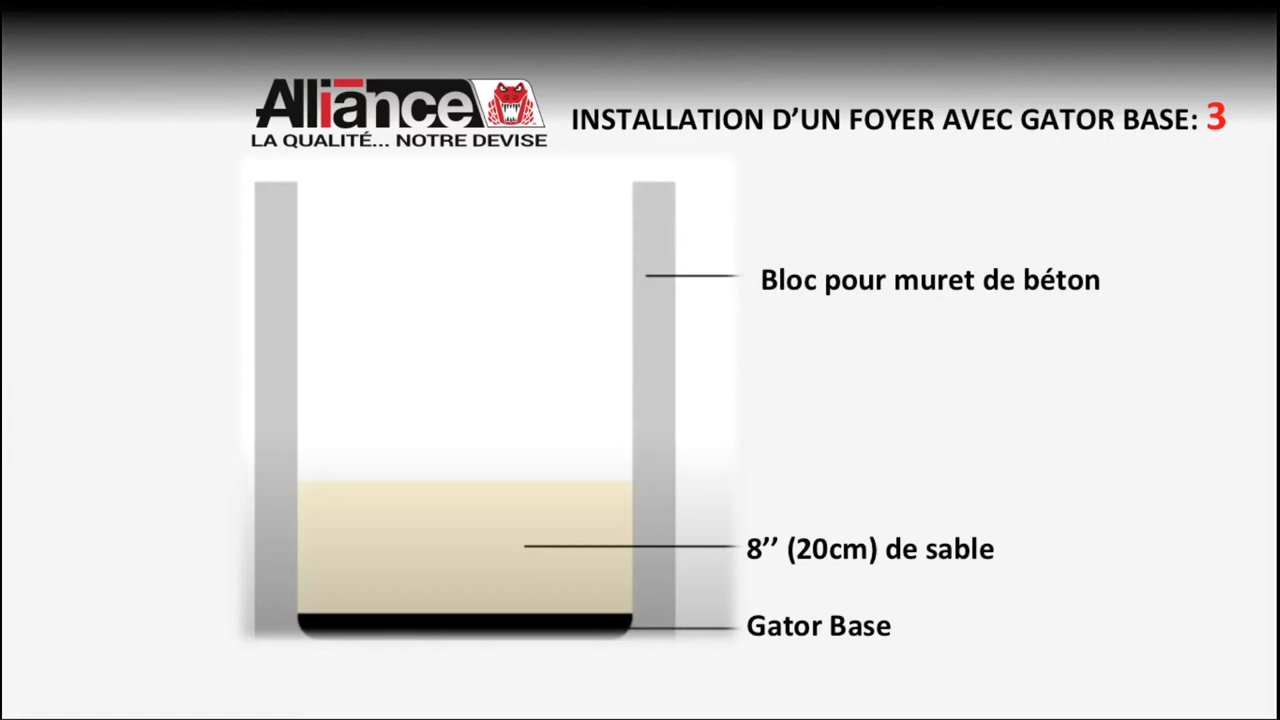 Alliance
LA QUALITÉ... NOTRE DEVISE
INSTALLATION D’UN FOYER AVEC GATOR BASE: 3
Bloc pour muret de béton
8’’ (20cm) de sable
Gator Base